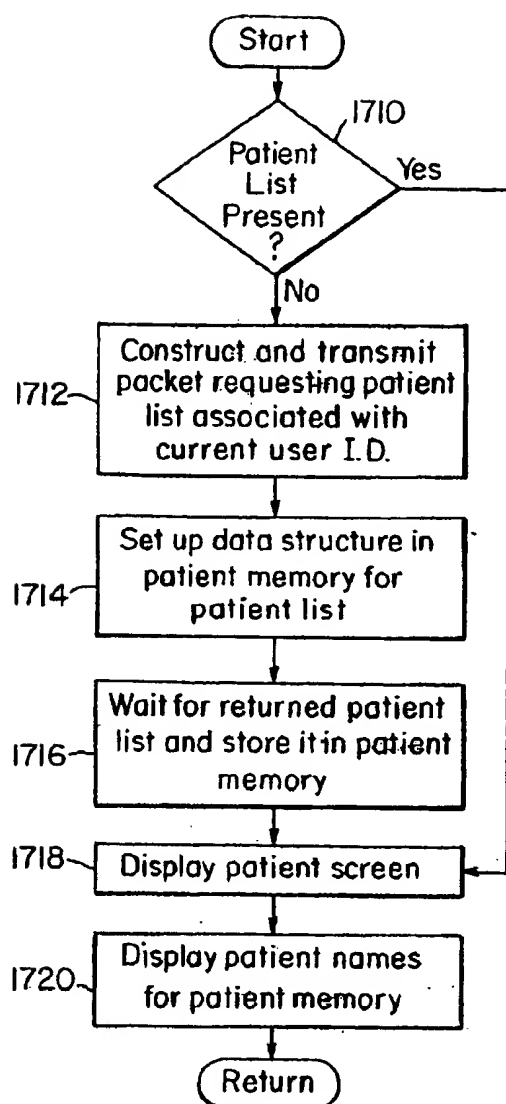 Start
1710
Patient
List
Present
?
Yes
No
1712
Construct and transmit
packet requesting patient
list associated with
current user I.D.
1714
Set up data structure in
patient memory for
patient list
1716
Wait for returned patient
list and store it in patient
memory
1718
Display patient screen
1720
Display patient names
for patient memory
Return